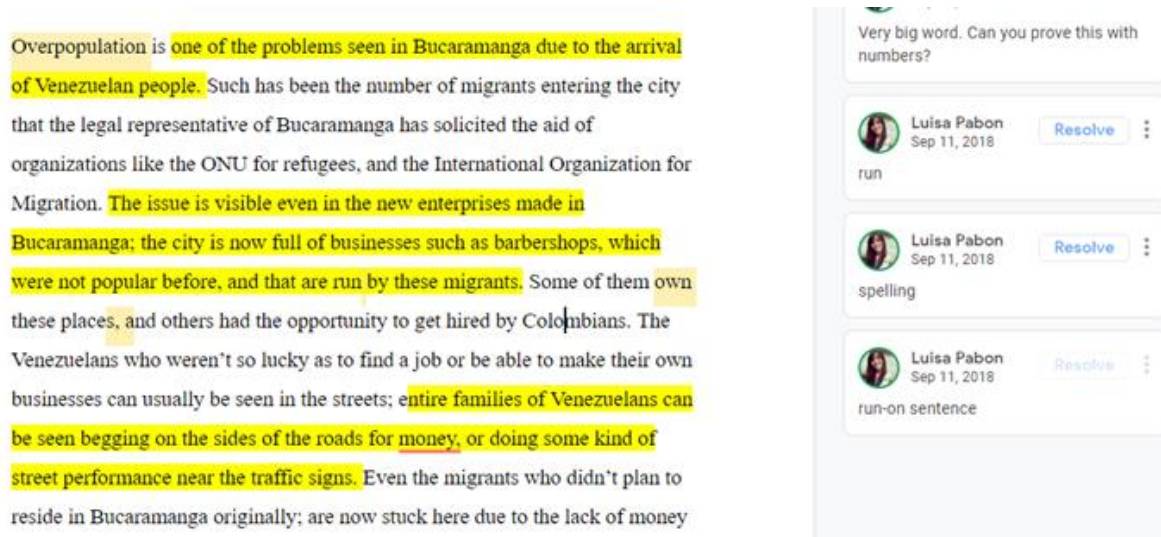 Overpopulation is one of the problems seen in Bucaramanga due to the arrival
of Venezuelan people. Such has been the number of migrants entering the city
that the legal representative of Bucaramanga has solicited the aid of
organizations like the ONU for refugees, and the International Organization for
Migration. The issue is visible even in the new enterprises made in
Bucaramanga; the city is now full of businesses such as barbershops, which
were not popular before, and that are run by these migrants. Some of them own
these places, and others had the opportunity to get hired by Colombians. The
Venezuelans who weren't so lucky as to find a job or be able to make their own
businesses can usually be seen in the streets; entire families of Venezuelans can
be seen begging on the sides of the roads for money, or doing some kind of
street performance near the traffic signs. Even the migrants who didn't plan to
reside in Bucaramanga originally; are now stuck here due to the lack of money
Very big word. Can you prove this with
numbers?
Luisa Pabon
Sep 11, 2018
Resolve
run
Luisa Pabon
Sep 11, 2018
Resolve
spelling
Luisa Pabon
Sep 11, 2018
Resolve
run-on sentence